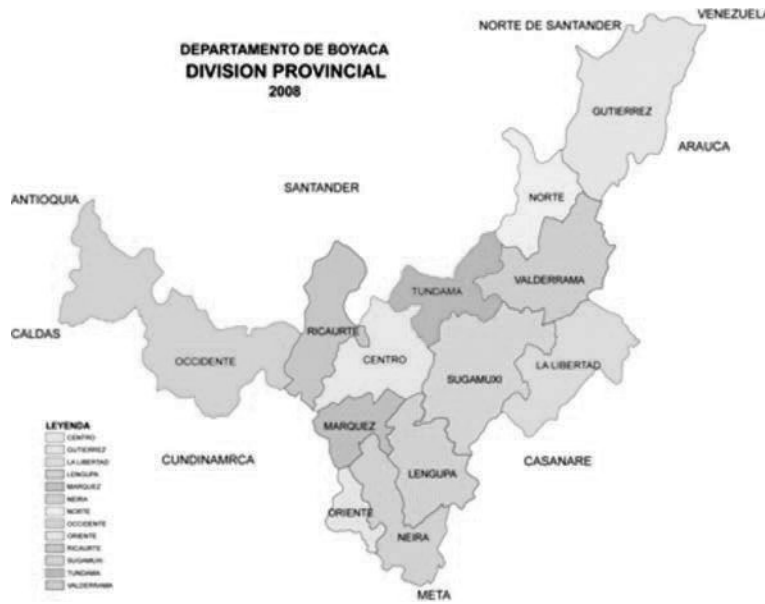 DEPARTAMENTO DE BOYACA
DIVISION PROVINCIAL
2008
NORTE DE SANTANDER
VENEZUELA
GUTIERREZ
ARAUCA
SANTANDER
ANTIOQUIA
NORTE
VALDERRAMA
TUNDAMA
CALDAS
RICAURTE
OCCIDENTE
CENTRO
LA LIBERTAD
SUGAMUXI
MARQUEZ
CUNDINAMRCA
CASANARE
LENGUPA
ORIENTE
NEIRA
META
LEYENDA
CENTRO
GUTIERREZ
LA LIBERTAD
LENGUPA
MARQUEZ
NEIRA
NORTE
OCCIDENTE
ORIENTE
RICAURTE
SUGAMUXI
TUNDAMA
VALDERRAMA